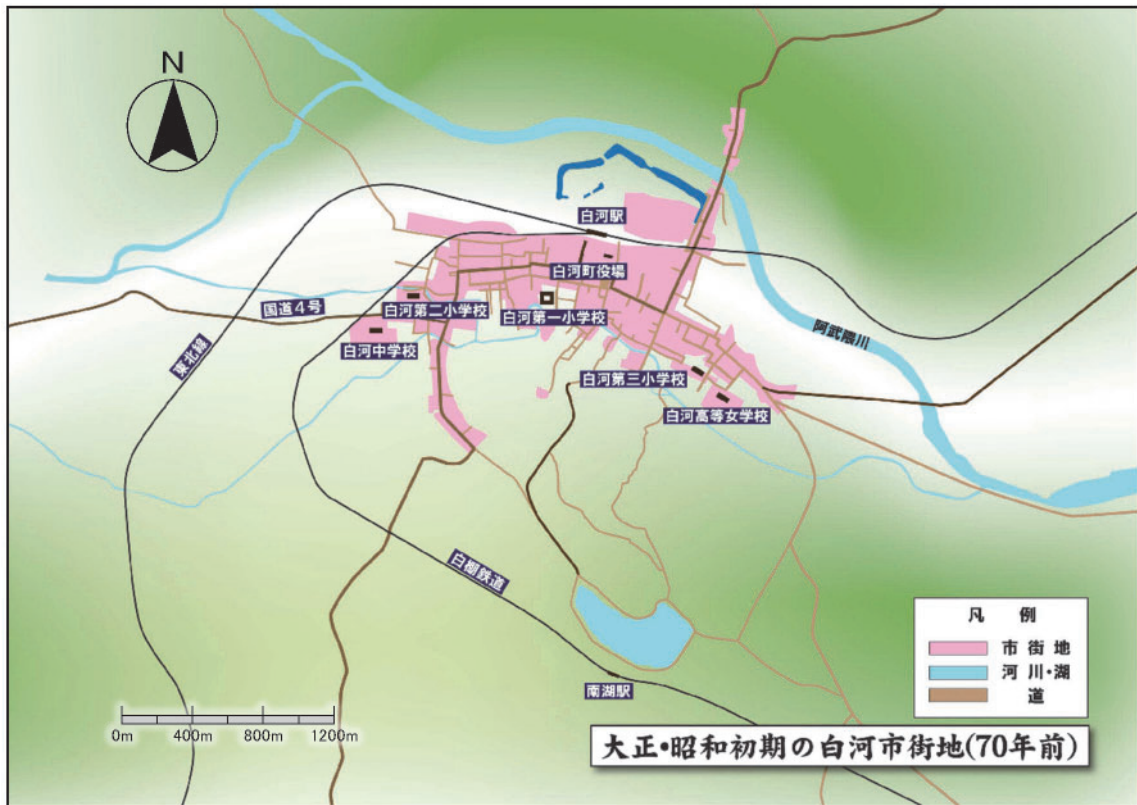 N
白河駅
白河町役場
国道4号
白河第二小学校
白河第一小学校
阿武隈川
東北線
白河中学校
白河第三小学校
白河高等女学校
白棚鉄道
南湖駅
凡 例
市街地
河川・湖
道
0m 400m 800m 1200m
大正・昭和初期の白河市街地(70年前)